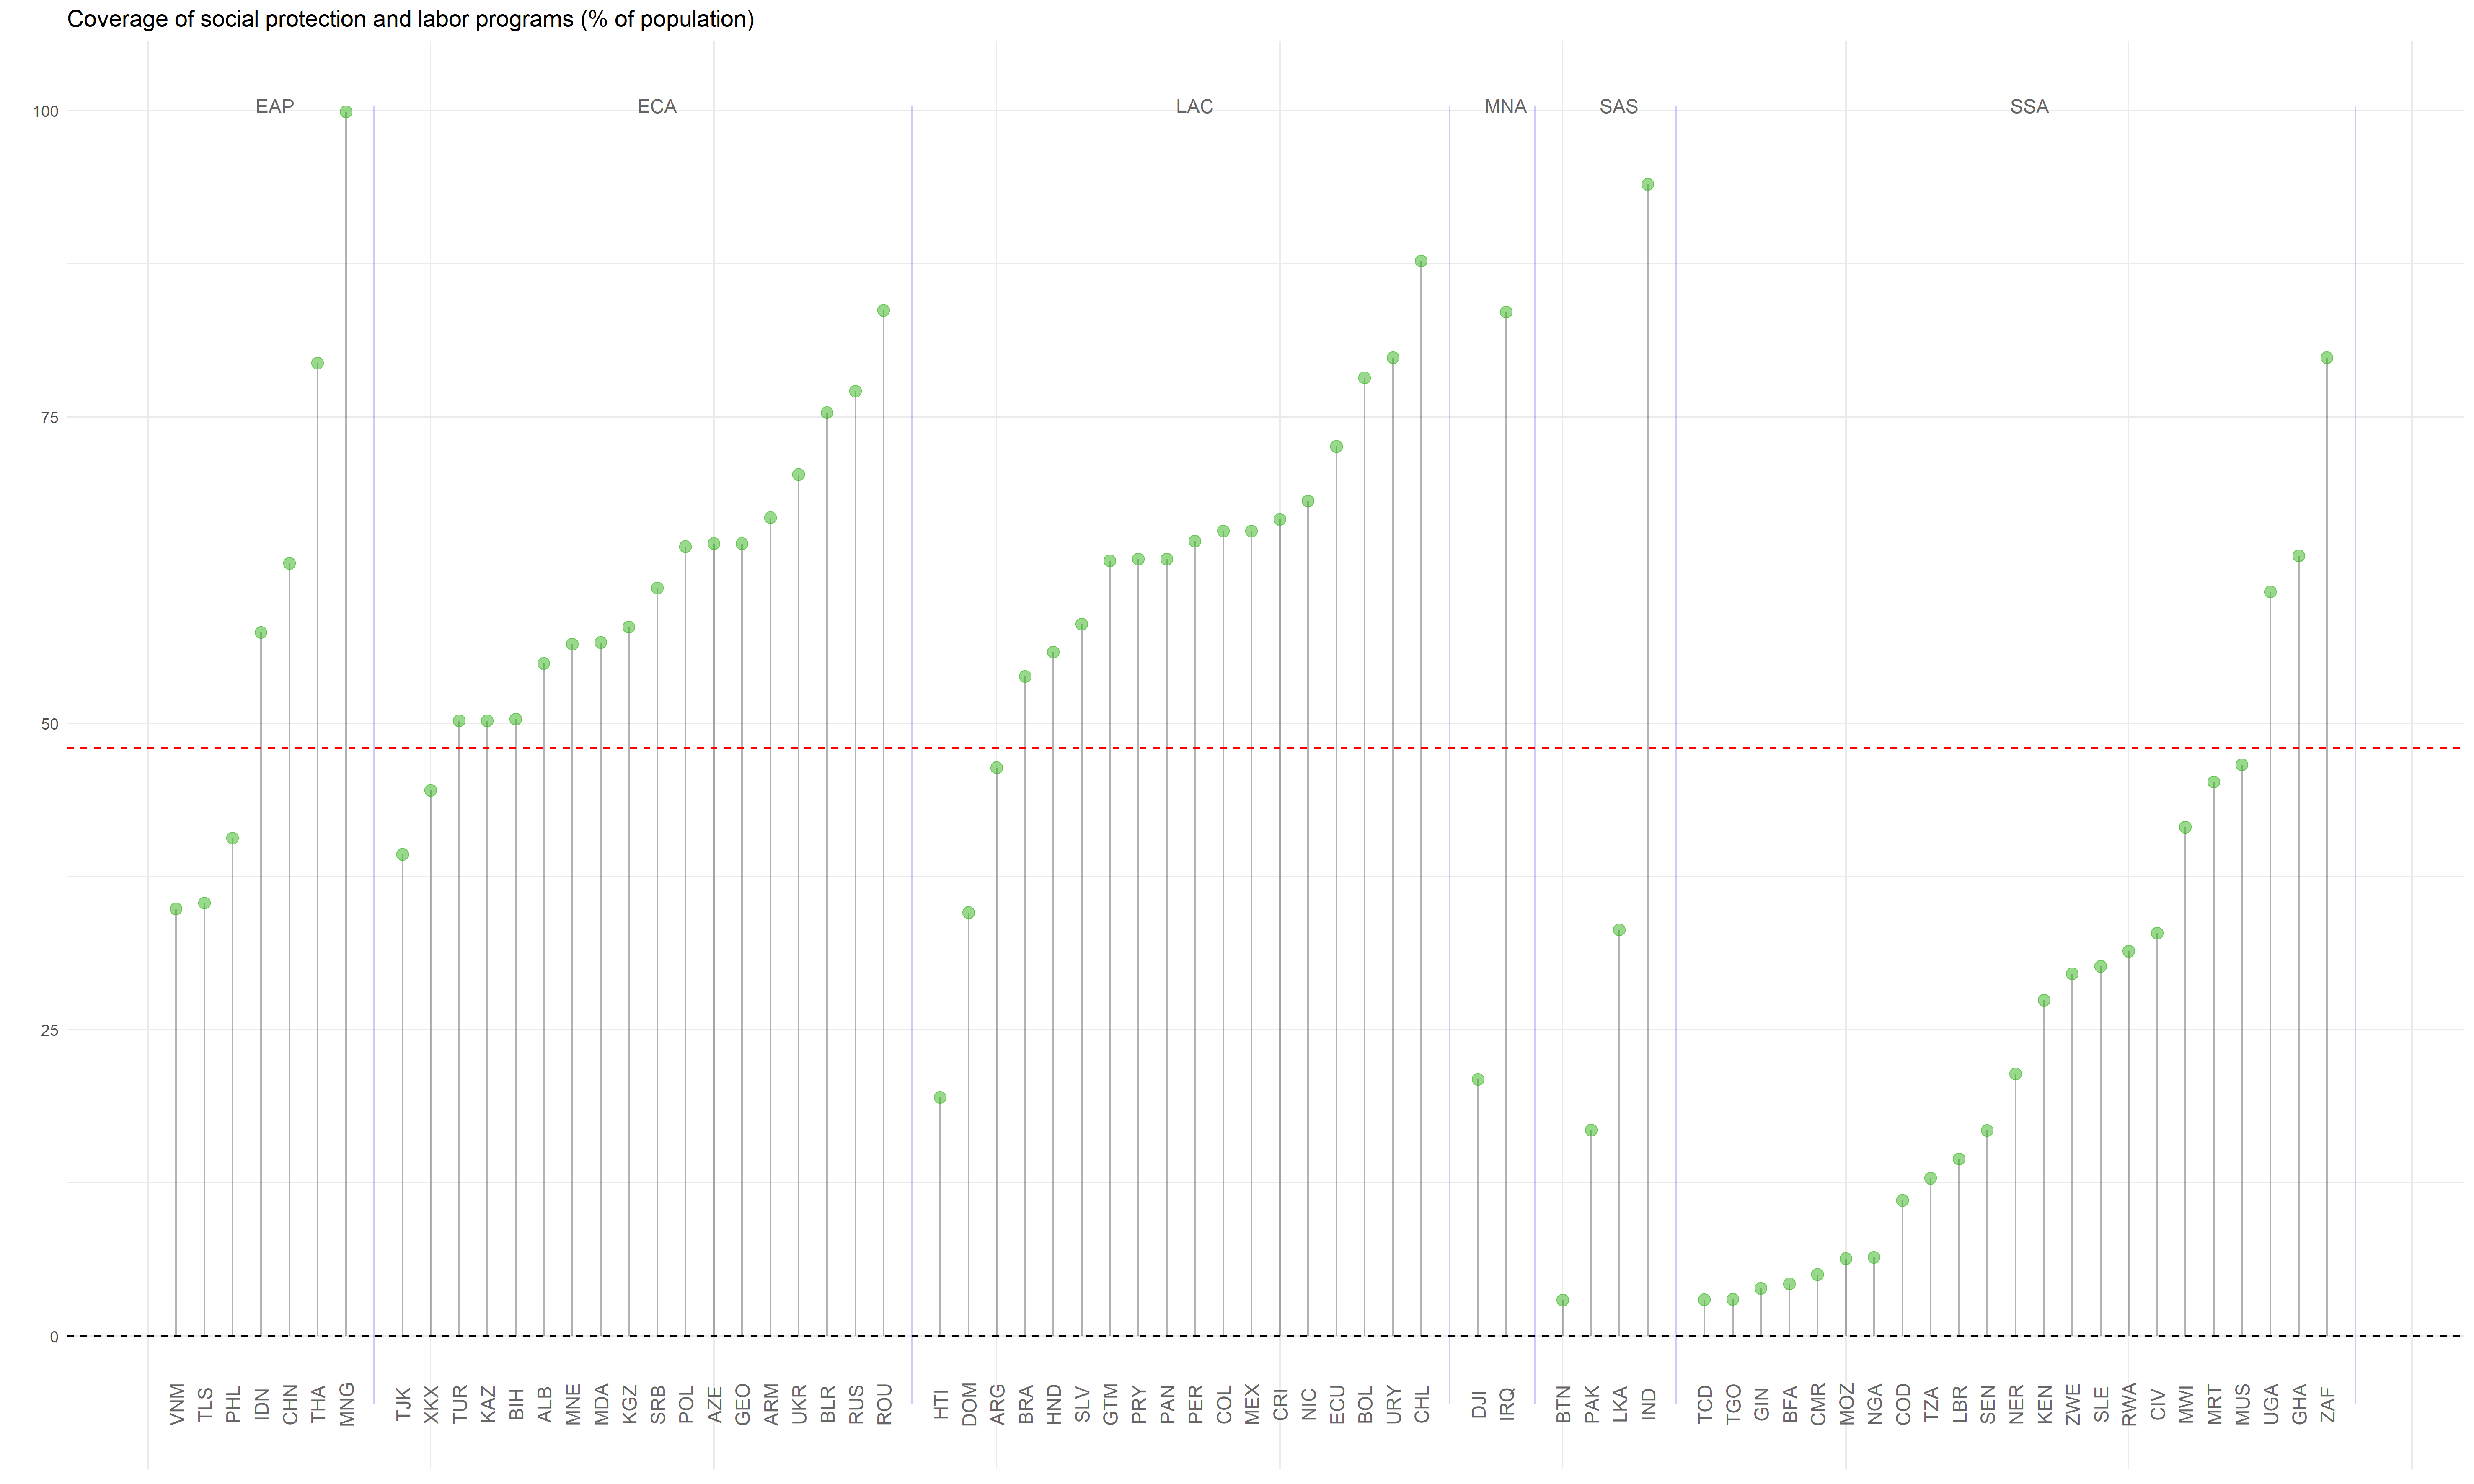 Coverage of social protection and labor programs (% of population)
EAP ECA LAC MNA SAS SSA
100
75
50
25
0
VNM TLS PHL IDN CHN THA MNG TJK XKX TUR KAZ BIH ALB MNE MDA KGZ SRB POL AZE GEO ARM UKR BLR RUS ROU HTI DOM ARG BRA HND SLV GTM PRY PAN PER COL MEX CRI NIC ECU BOL URY CHL DJI IRQ BTN PAK LKA IND TCD TGO GIN BFA CMR MOZ NGA COD TZA LBR SEN NER KEN ZWE SLE RWA CIV MWI MRT MUS UGA GHA ZAF